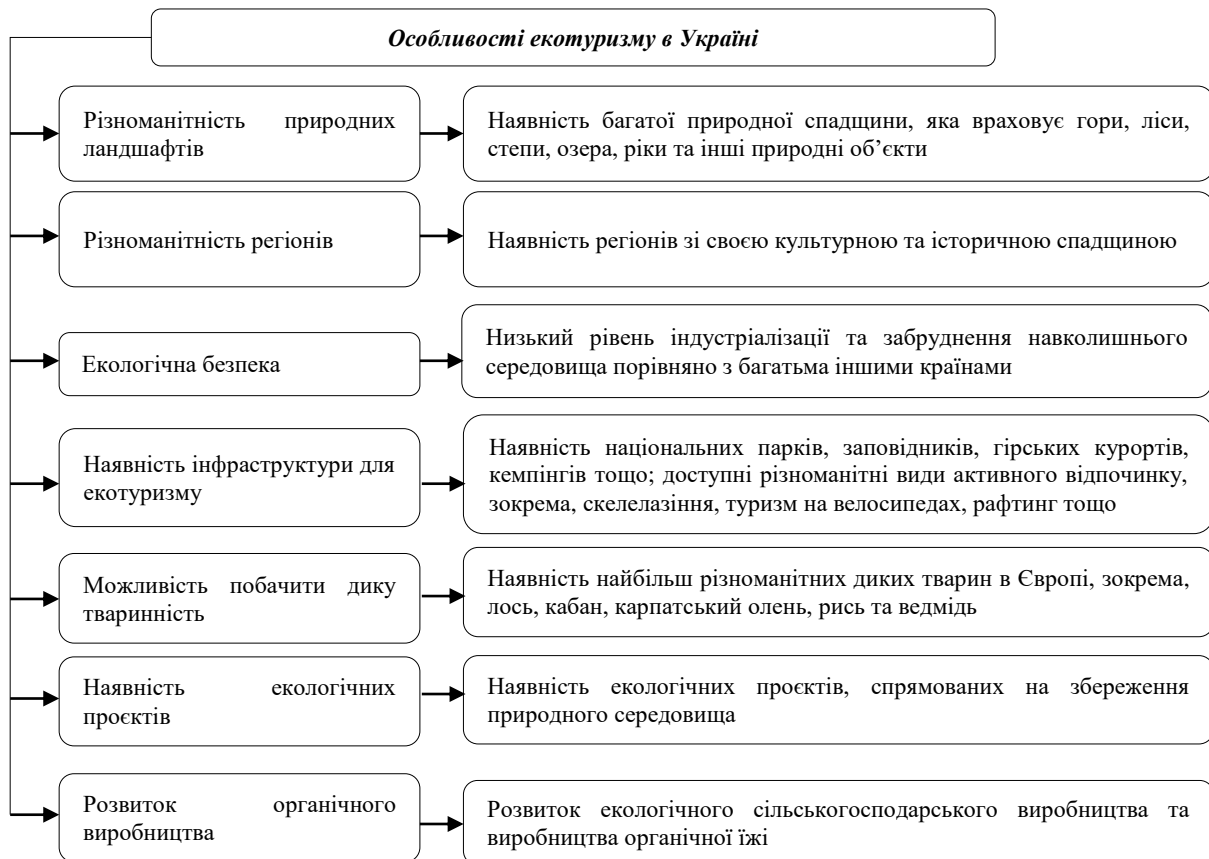 Особливості екотуризму в Україні
Різноманітність природних
ландшафтів
Наявність багатої природної спадщини, яка враховує гори, ліси,
степи, озера, ріки та інші природні об’єкти
Різноманітність регіонів
Наявність регіонів зі своєю культурною та історичною спадщиною
Екологічна безпека
Низький рівень індустріалізації та забруднення навколишнього
середовища порівняно з багатьма іншими країнами
Наявність інфраструктури для
екотуризму
Наявність національних парків, заповідників, гірських курортів,
кемпінгів тощо; доступні різноманітні види активного відпочинку,
зокрема, скелелазіння, туризм на велосипедах, рафтинг тощо
Можливість побачити дику
тваринність
Наявність найбільш різноманітних диких тварин в Європі, зокрема,
лось, кабан, карпатський олень, рись та ведмідь
Наявність екологічних
проєктів
Наявність екологічних проєктів, спрямованих на збереження
природного середовища
Розвиток органічного
виробництва
Розвиток екологічного сільськогосподарського виробництва та
виробництва органічної їжі